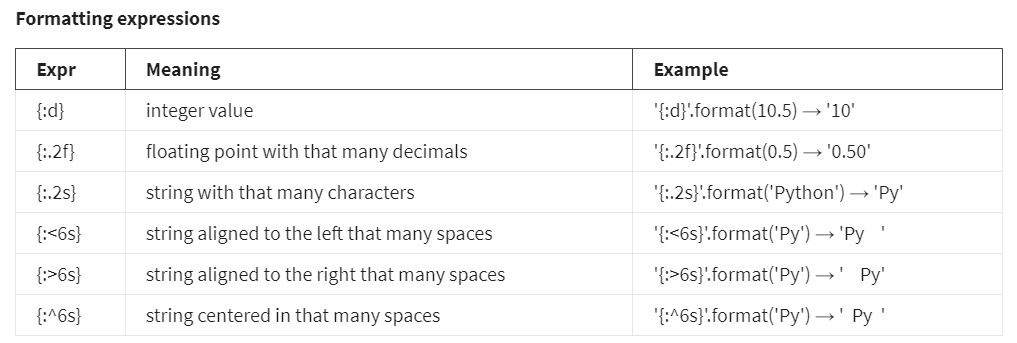 Formatting expressions
Expr Meaning Example
{:d} integer value '{:d}'.format(10.5) → '10'
{:.2f} floating point with that many decimals '{:.2f}'.format(0.5) → '0.50'
{:.2s} string with that many characters '{:.2s}'.format('Python') → 'Py'
{:<6s} string aligned to the left that many spaces '{:<6s}'.format('Py') → 'Py   '
{:>6s} string aligned to the right that many spaces '{:>6s}'.format('Py') → '   Py'
{:^6s} string centered in that many spaces '{:^6s}'.format('Py') → ' Py '